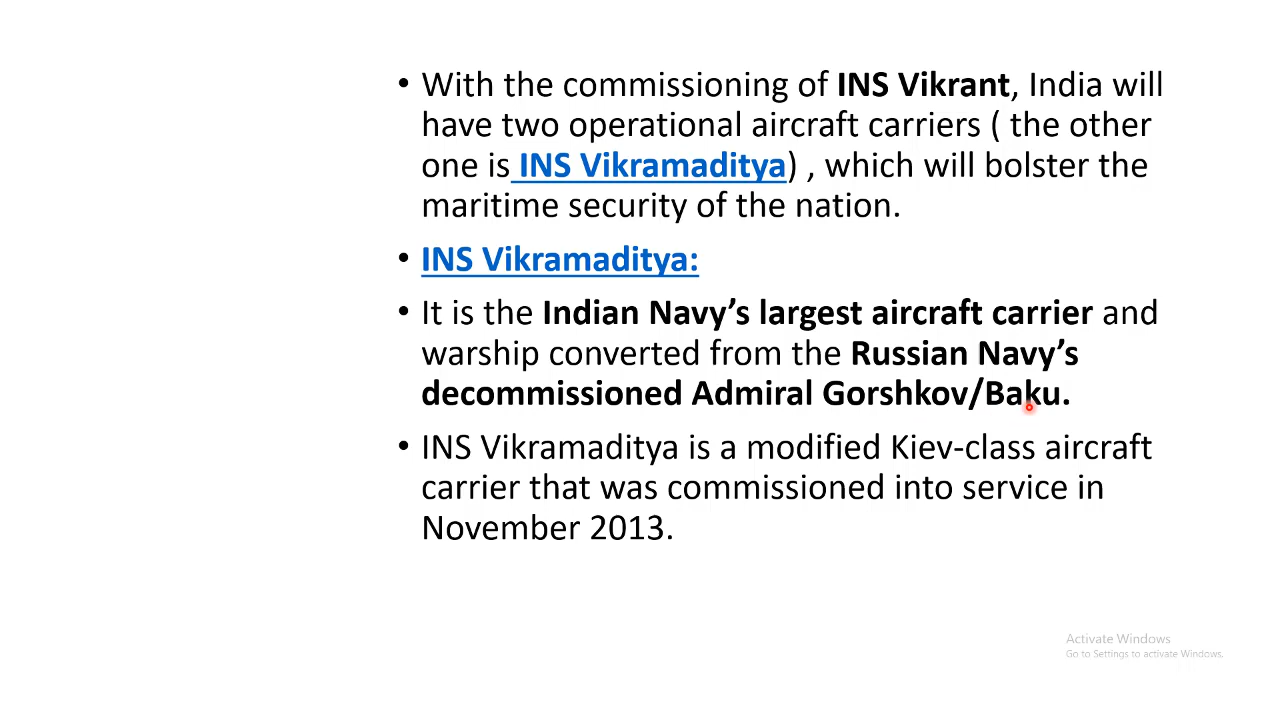 • With the commissioning of INS Vikrant, India will
have two operational aircraft carriers ( the other
one is INS Vikramaditya) , which will bolster the
maritime security of the nation.
• INS Vikramaditya:
• It is the Indian Navy’s largest aircraft carrier and
warship converted from the Russian Navy’s
decommissioned Admiral Gorshkov/Baku.
• INS Vikramaditya is a modified Kiev-class aircraft
carrier that was commissioned into service in
November 2013.
Activate Windows
Go to Settings to activate Windows.